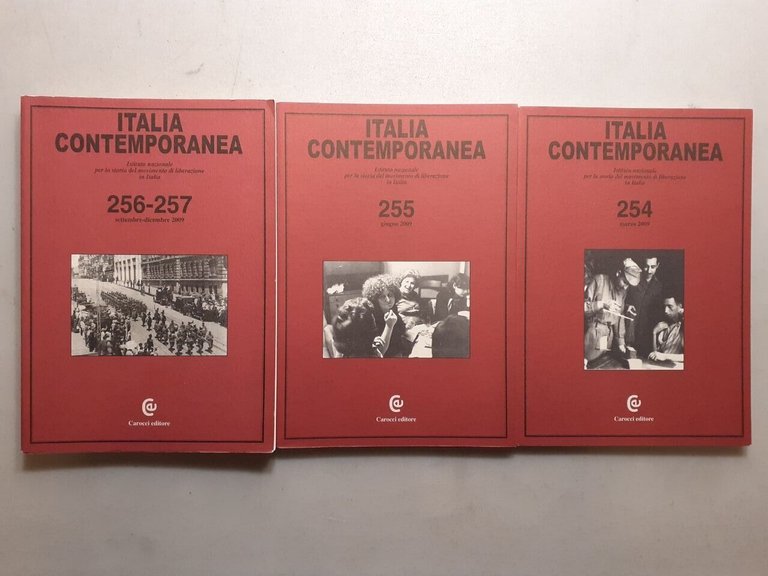 ITALIA
CONTEMPORANEA
Istituto nazionale
per la storia del movimento di liberazione
in Italia
256-257
settembre-dicembre 2009
Carocci editore
ITALIA
CONTEMPORANEA
Istituto nazionale
per la storia del movimento di liberazione
in Italia
255
giugno 2009
Carocci editore
ITALIA
CONTEMPORANEA
Istituto nazionale
per la storia del movimento di liberazione
in Italia
254
marzo 2009
Carocci editore